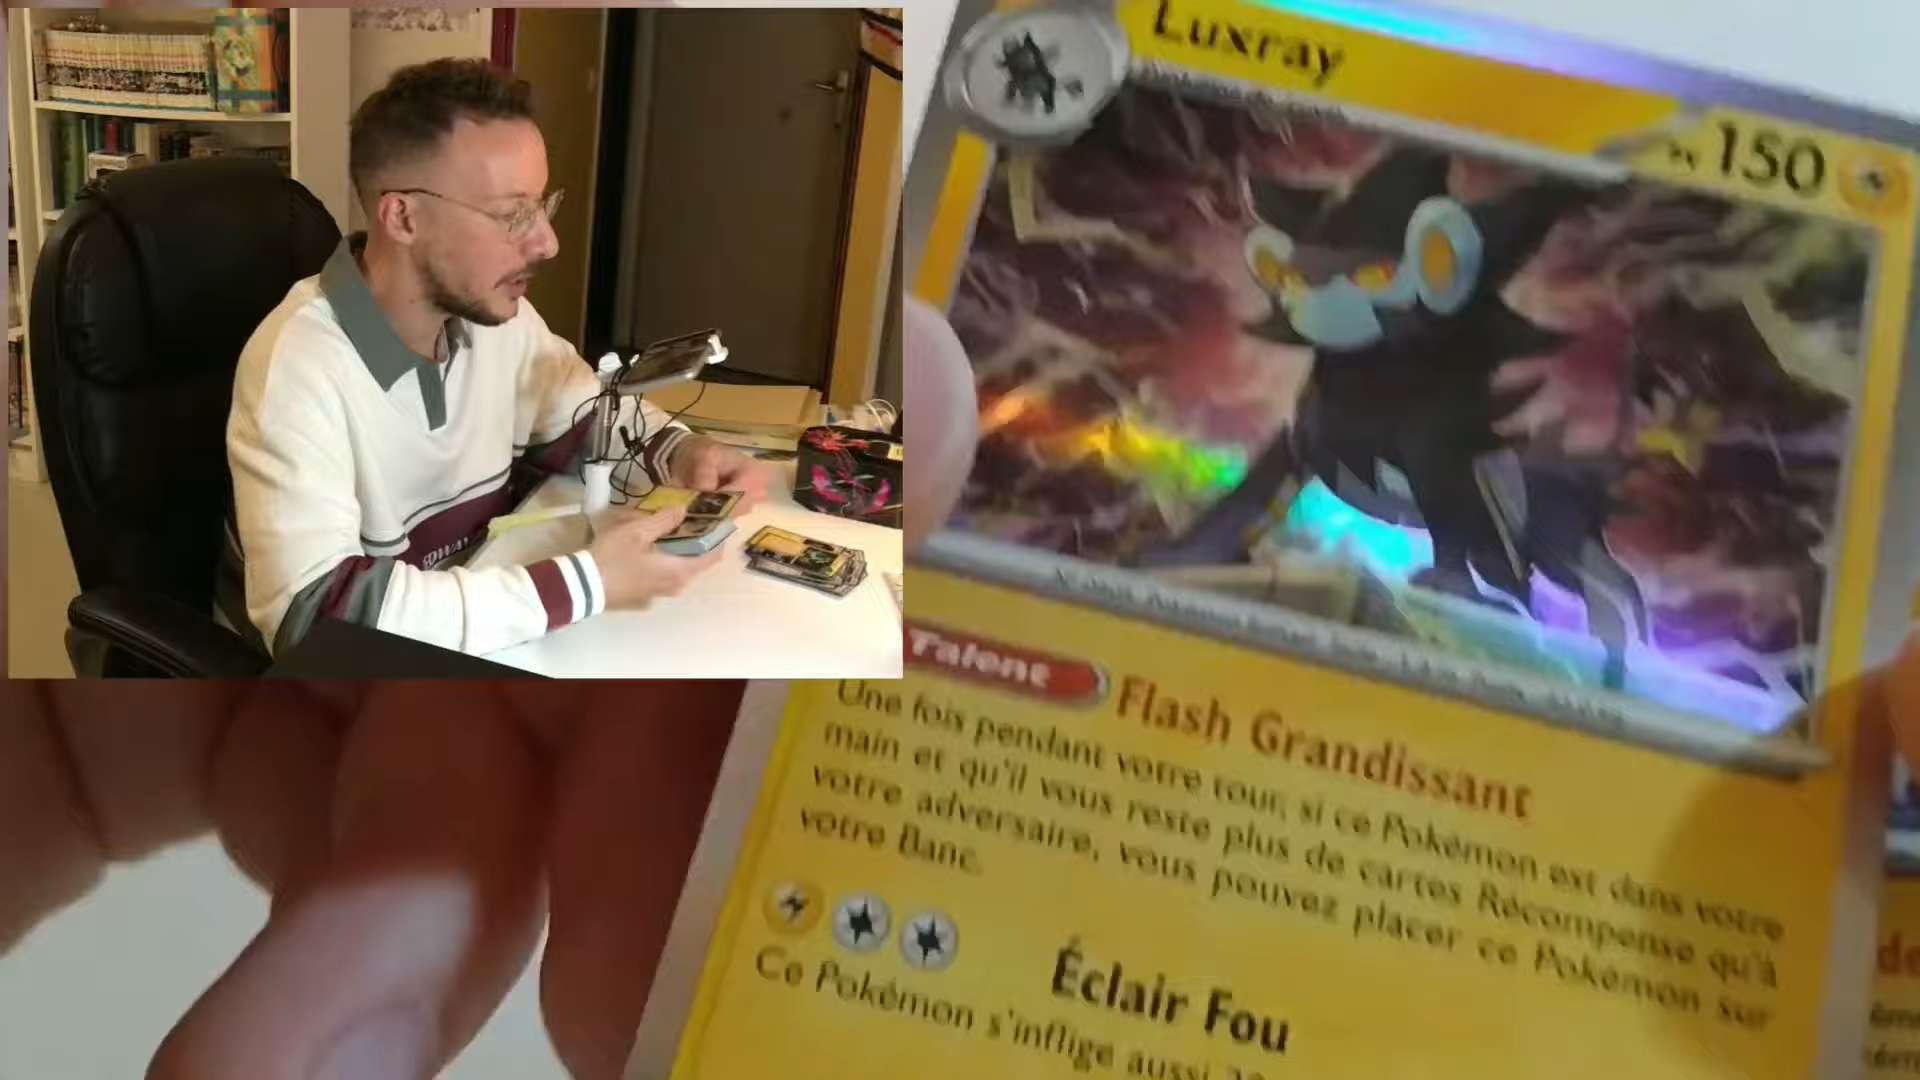 Luxray
150
Talent Flash Grandissant
Une fois pendant votre tour, si ce Pokémon est dans votre
main et qu'il vous reste plus de cartes Récompense qu'à
votre adversaire, vous pouvez placer ce Pokémon sur
votre Banc.
Éclair Fou
Ce Pokémon s'inflige aussi